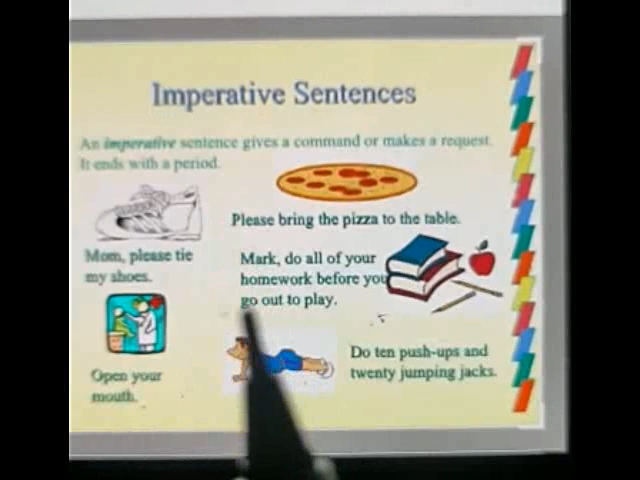 Imperative Sentences
An imperative sentence gives a command or makes a request.
It ends with a period.
Please bring the pizza to the table.
Mom, please tie
my shoes.
Mark, do all of your
homework before you
go out to play.
Open your
mouth.
Do ten push-ups and
twenty jumping jacks.